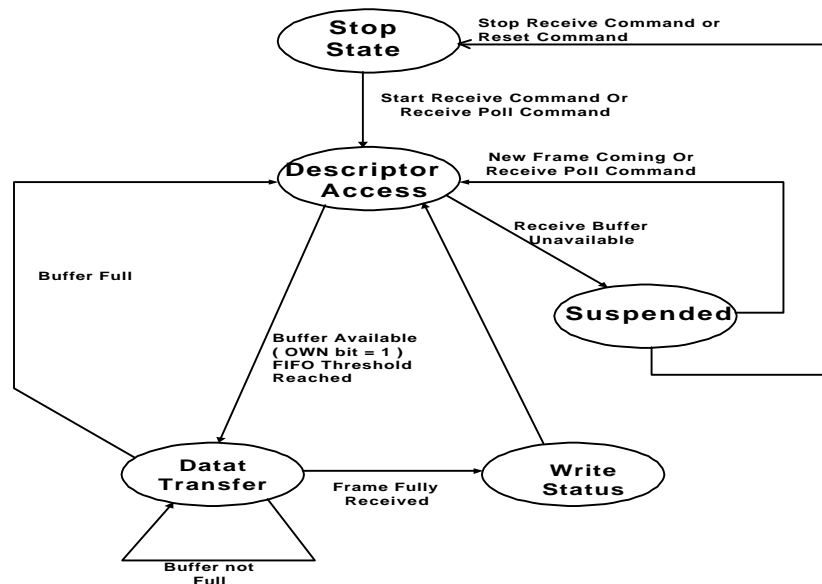 Stop
State
Stop Receive Command or
Reset Command
Start Receive Command Or
Receive Poll Command
Descriptor
Access
New Frame Coming Or
Receive Poll Command
Receive Buffer
Unavailable
Buffer Full
Suspended
Buffer Available
( OWN bit = 1 )
FIFO Threshold
Reached
Datat
Transfer
Frame Fully
Received
Write
Status
Buffer not
Full